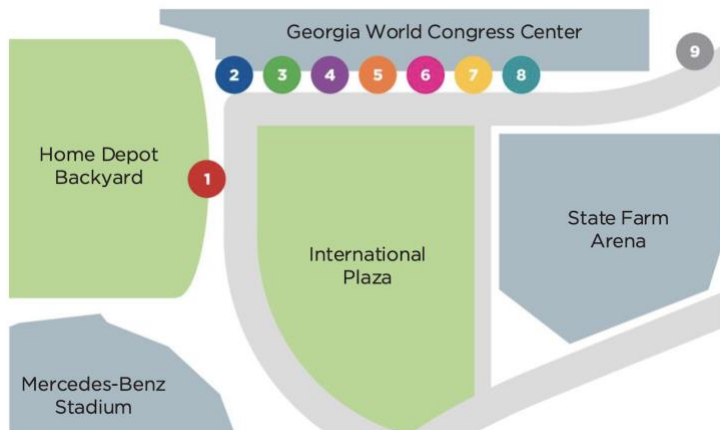 Georgia World Congress Center
9
2 3 4 5 6 7 8
Home Depot
Backyard
1
State Farm
Arena
International
Plaza
Mercedes-Benz
Stadium